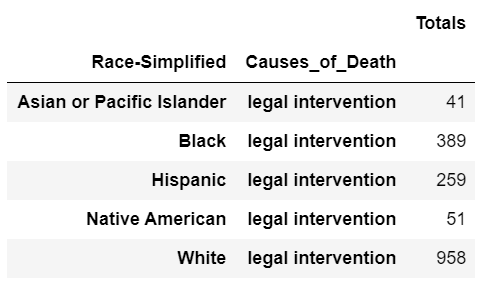 Totals
Race-Simplified Causes_of_Death
Asian or Pacific Islander legal intervention 41
Black legal intervention 389
Hispanic legal intervention 259
Native American legal intervention 51
White legal intervention 958